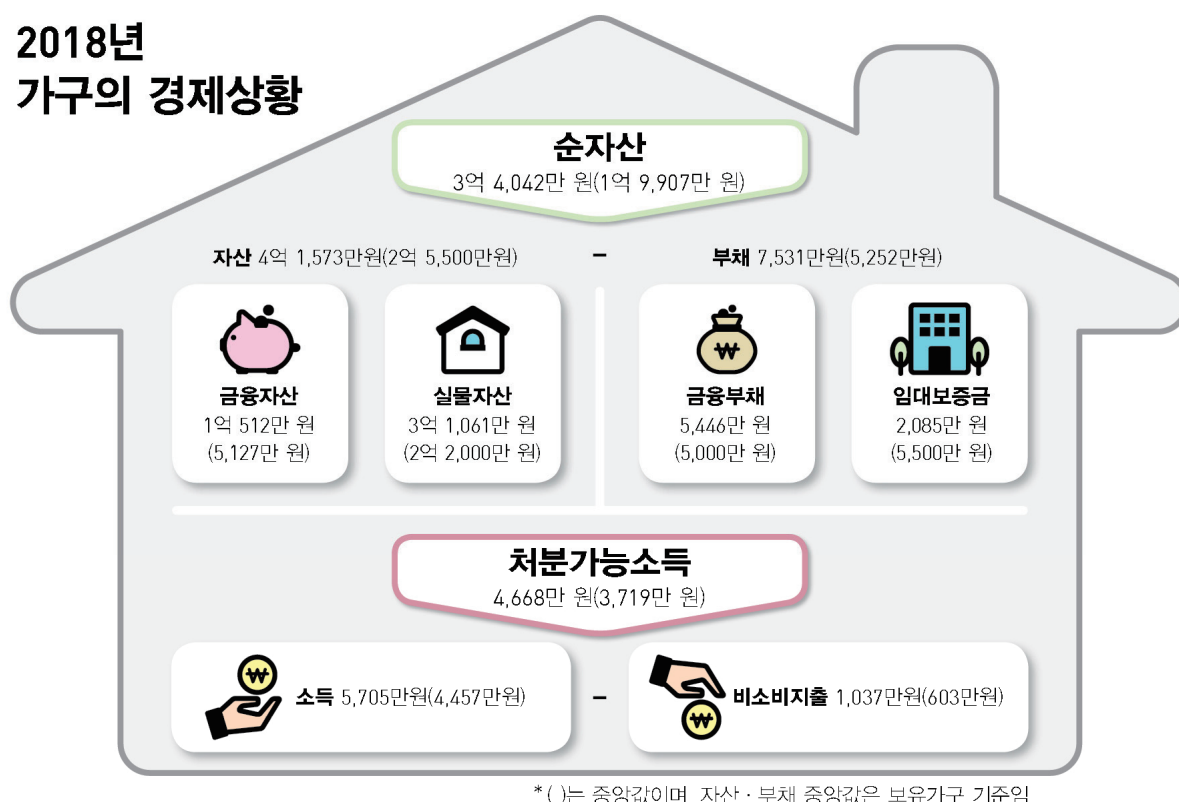 2018년
가구의 경제상황
순자산
3억 4,042만 원(1억 9,907만 원)
자산 4억 1,573만원(2억 5,500만원) - 부채 7,531만원(5,252만원)
금융자산
1억 512만 원
(5,127만 원)
실물자산
3억 1,061만 원
(2억 2,000만 원)
금융부채
5,446만 원
(5,000만 원)
임대보증금
2,085만 원
(5,500만 원)
처분가능소득
4,668만 원(3,719만 원)
소득 5,705만원(4,457만원) - 비소비지출 1,037만원(603만원)
*( )는 중앙값이며, 자산·부채 중앙값은 보유가구 기준임